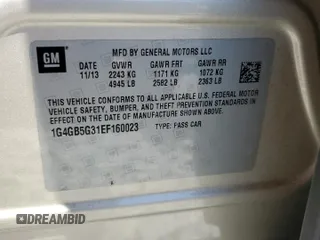 GM
MFD BY GENERAL MOTORS LLC
DATE GVWR GAWR FRT GAWR RR
11/13 2243 KG 1171 KG 1072 KG
4945 LB 2582 LB 2363 LB
THIS VEHICLE CONFORMS TO ALL APPLICABLE U.S. FEDERAL MOTOR
VEHICLE SAFETY, BUMPER, AND THEFT PREVENTION STANDARDS IN
EFFECT ON THE DATE OF MANUFACTURE SHOWN ABOVE.
1G4GB5G31EF160023 TYPE: PASS CAR
@DREAMBID